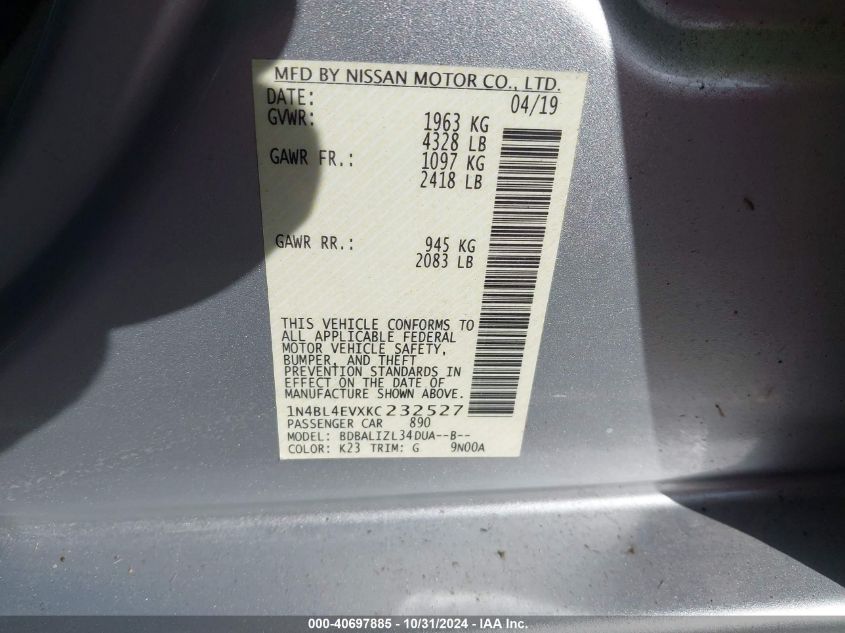 MFD BY NISSAN MOTOR CO., LTD.
DATE: 04/19
GVWR: 1963 KG
4328 LB
GAWR FR.: 1097 KG
2418 LB
GAWR RR.: 945 KG
2083 LB
THIS VEHICLE CONFORMS TO
ALL APPLICABLE FEDERAL
MOTOR VEHICLE SAFETY,
BUMPER, AND THEFT
PREVENTION STANDARDS IN
EFFECT ON THE DATE OF
MANUFACTURE SHOWN ABOVE.
1N4BL4EVXKC232527
PASSENGER CAR 890
MODEL: BDBALIZL34DUA--B--
COLOR: K23 TRIM: G 9N00A
000-40697885 - 10/31/2024 - IAA Inc.